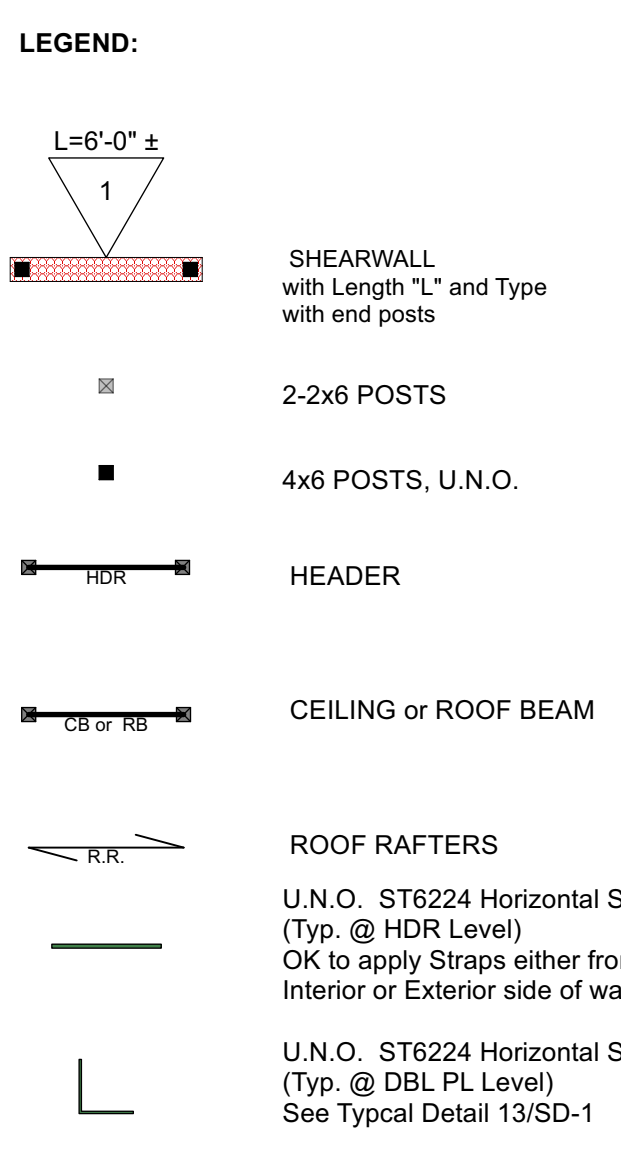 LEGEND:
L=6'-0" ±
1
SHEARWALL
with Length "L" and Type
with end posts
2-2x6 POSTS
4x6 POSTS, U.N.O.
HDR
HEADER
CB or RB
CEILING or ROOF BEAM
R.R.
ROOF RAFTERS
U.N.O. ST6224 Horizontal
(Typ. @ HDR Level)
OK to apply Straps either
Interior or Exterior side of
U.N.O. ST6224 Horizontal
(Typ. @ DBL PL Level)
See Typcal Detail 13/SD-1